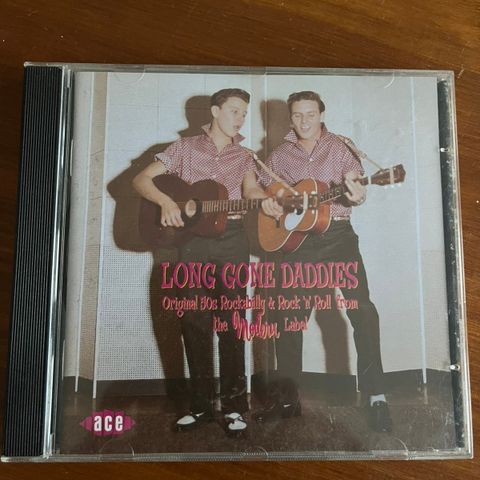 LONG GONE DADDIES
Original 50s Rockabilly & Rock 'n' Roll from
the Modern Label
ace